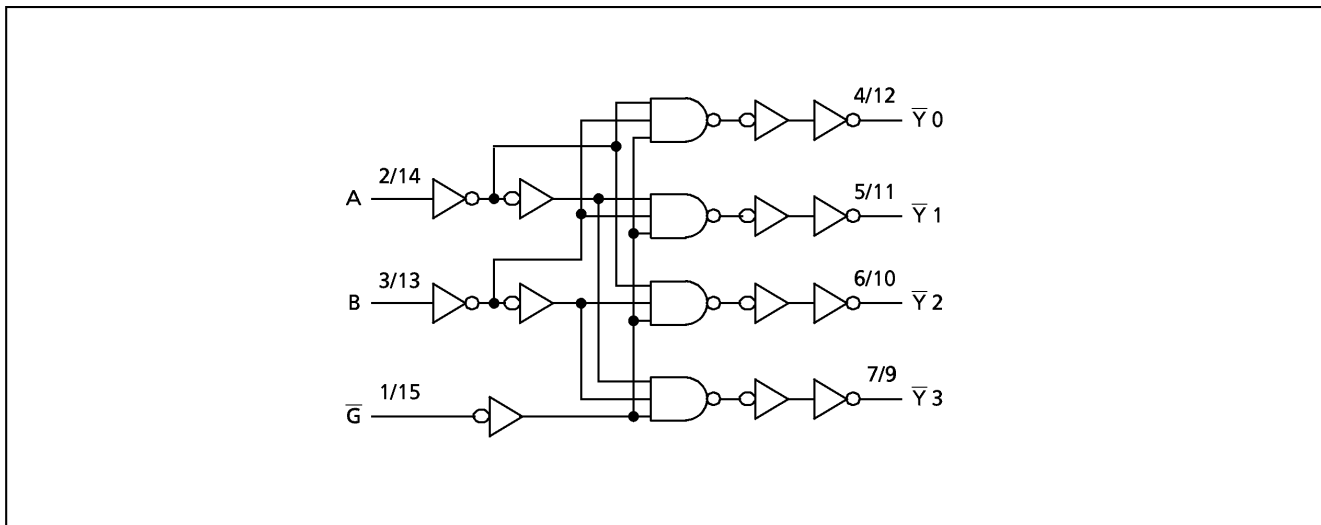 4/12
Y̅ 0
2/14
A
5/11
Y̅ 1
3/13
B
6/10
Y̅ 2
1/15
G̅
7/9
Y̅ 3